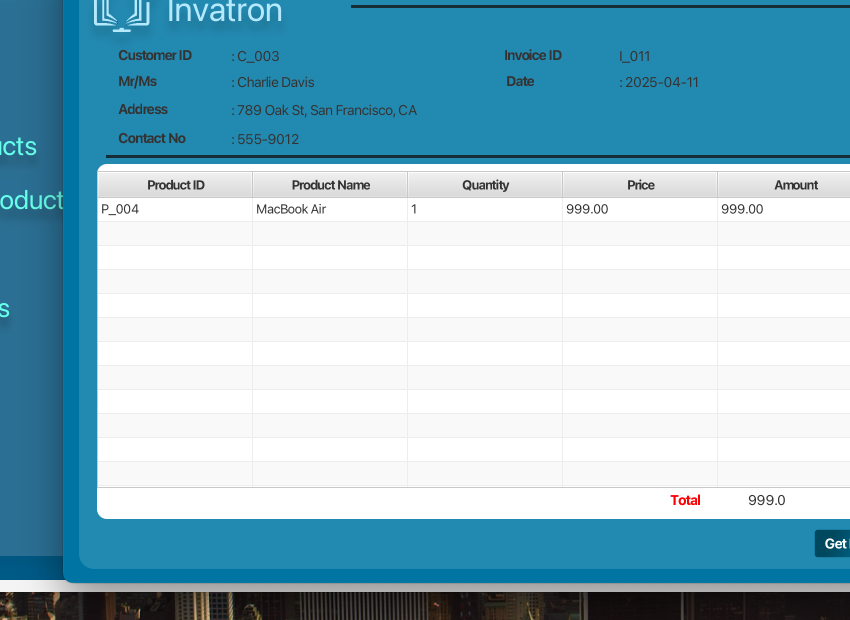 Invatron
Customer ID : C_003 Invoice ID I_011
Mr/Ms : Charlie Davis Date : 2025-04-11
Address : 789 Oak St, San Francisco, CA
Contact No : 555-9012
ucts
oduct
s
Product ID Product Name Quantity Price Amount
P_004 MacBook Air 1 999.00 999.00
Total 999.0
Get